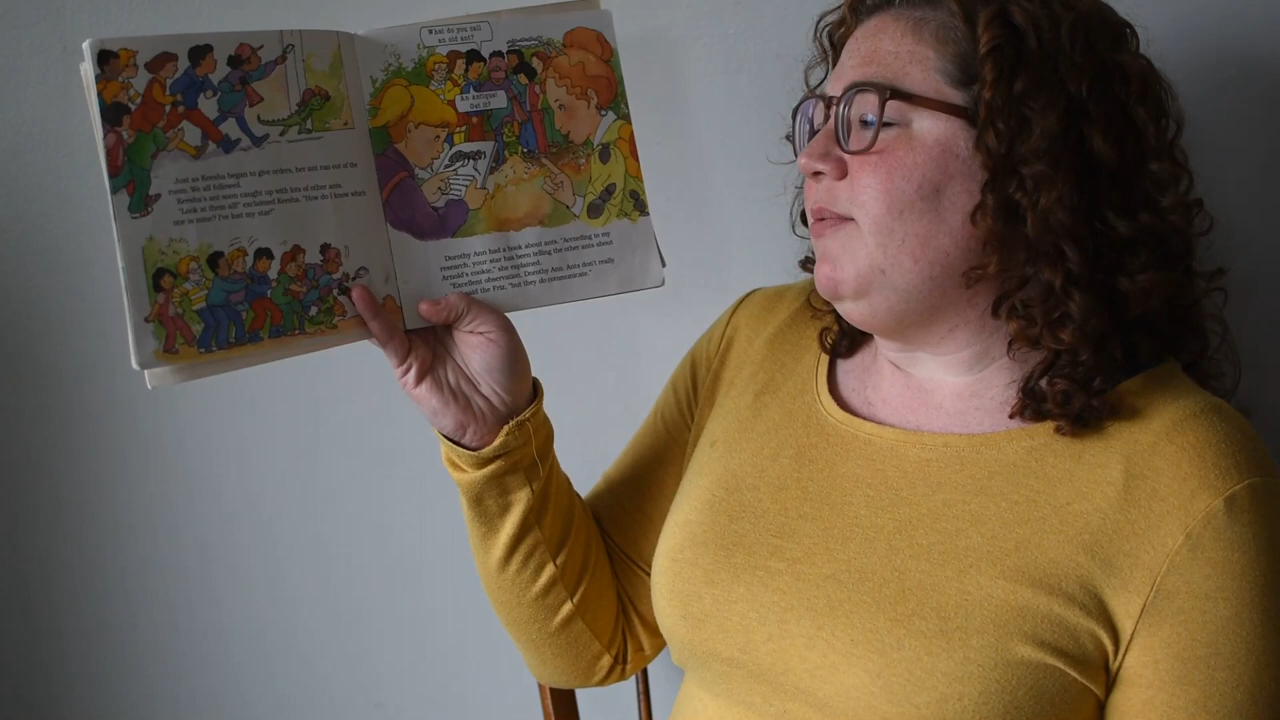 Just as Keesha began to give orders, her ant ran out of the
room. We all followed.
Keesha's ant soon caught up with lots of other ants.
"Look at them all!" exclaimed Keesha. "How do I know which
one is mine? I've lost my star!"
What do you call
an old ant?
An antique!
Get it?
Dorothy Ann had a book about ants. "According to my
research, your star has been telling the other ants about
Arnold's cookie," she explained.
"Excellent observation, Dorothy Ann. Ants don't really
said the Friz, "but they do communicate."